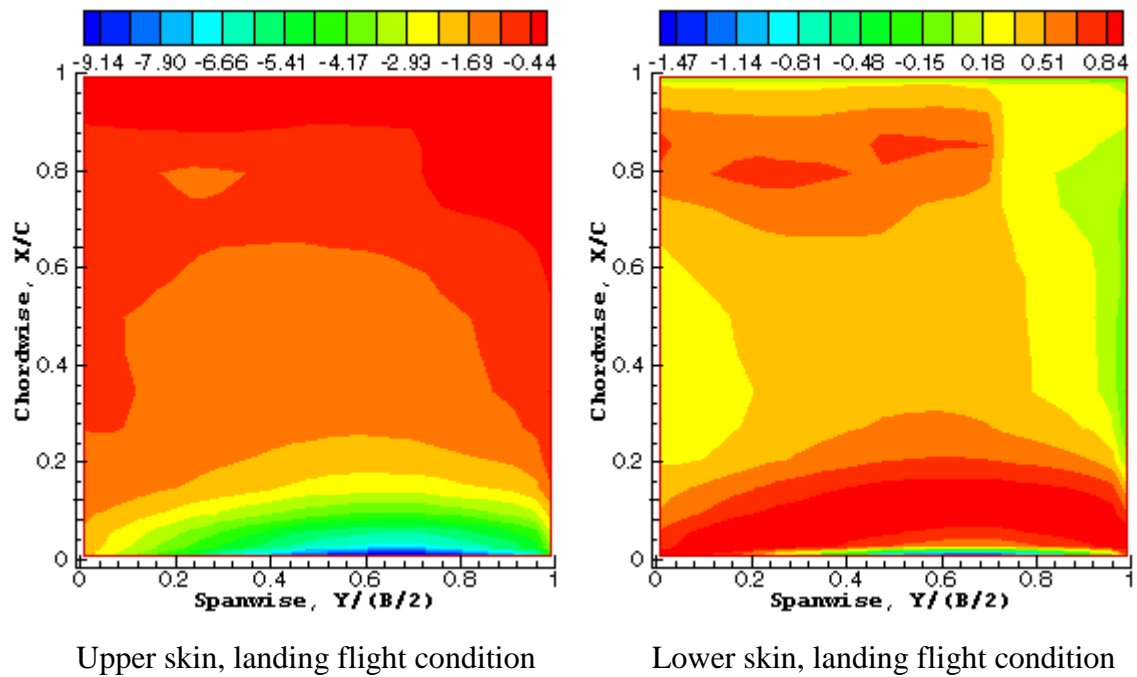 -9.14 -7.90 -6.66 -5.41 -4.17 -2.93 -1.69 -0.44
1
0.8
0.6
0.4
0.2
0
Chordwise, X/C
0 0.2 0.4 0.6 0.8 1
Spanwise, Y/(B/2)
Upper skin, landing flight condition
-1.47 -1.14 -0.81 -0.48 -0.15 0.18 0.51 0.84
1
0.8
0.6
0.4
0.2
0
Chordwise, X/C
0 0.2 0.4 0.6 0.8 1
Spanwise, Y/(B/2)
Lower skin, landing flight condition